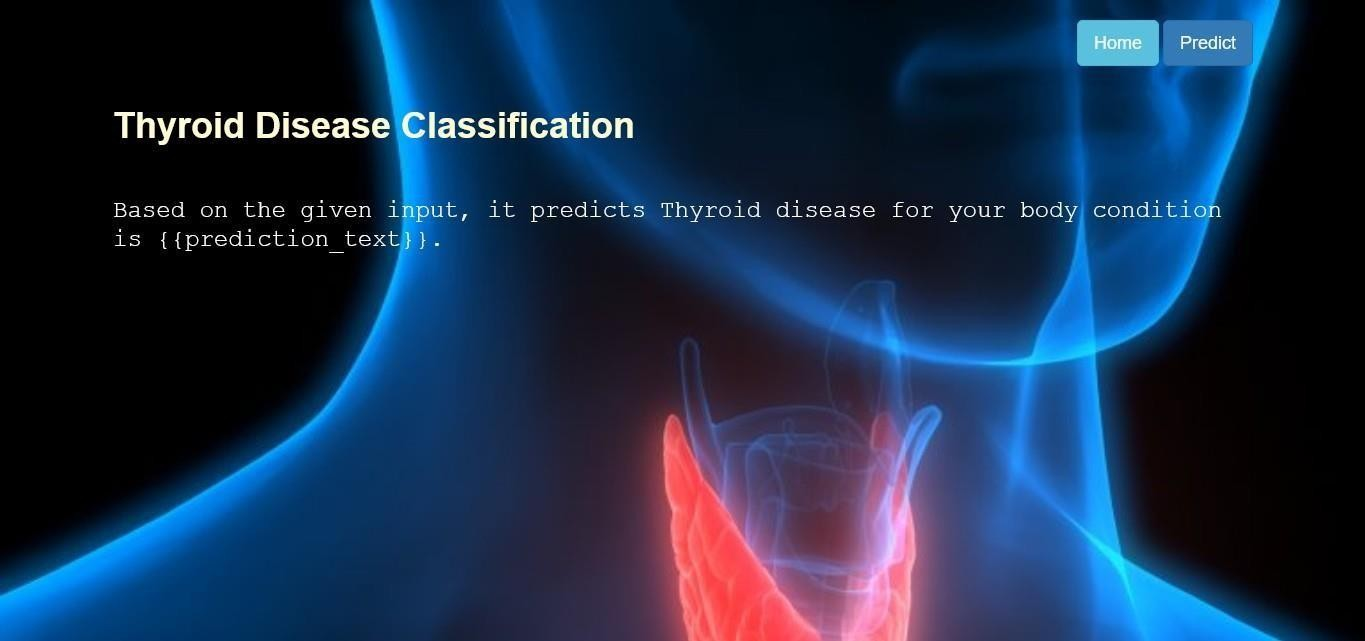 Home Predict
Thyroid Disease Classification
Based on the given input, it predicts Thyroid disease for your body condition
is {{prediction_text}}.